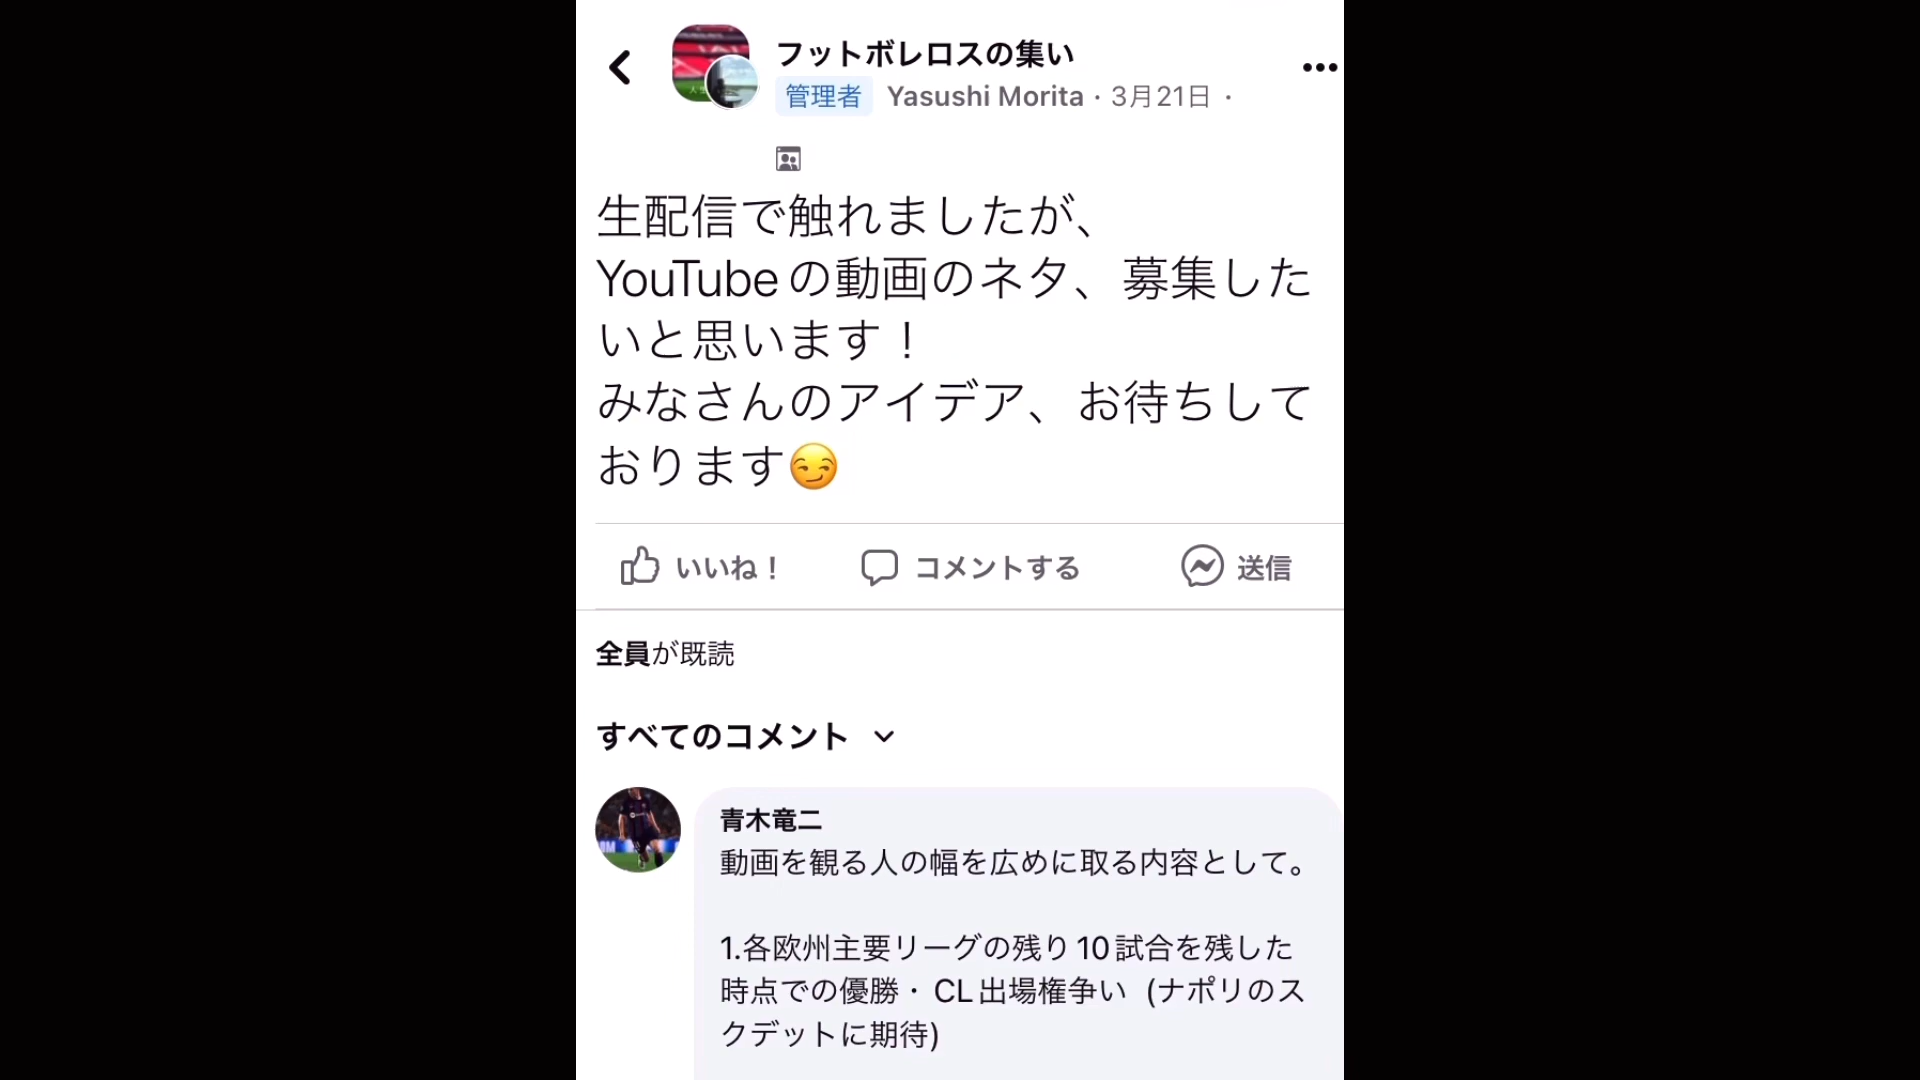 フットボレロスの集い
管理者 Yasushi Morita · 3月21日 ·
生配信で触れましたが、
YouTubeの動画のネタ、募集した
いと思います！
みなさんのアイデア、お待ちして
おります😏
いいね！ コメントする 送信
全員が既読
すべてのコメント
青木竜二
動画を観る人の幅を広めに取る内容として。
1.各欧州主要リーグの残り10試合を残した
時点での優勝・CL出場権争い (ナポリのス
クデットに期待)